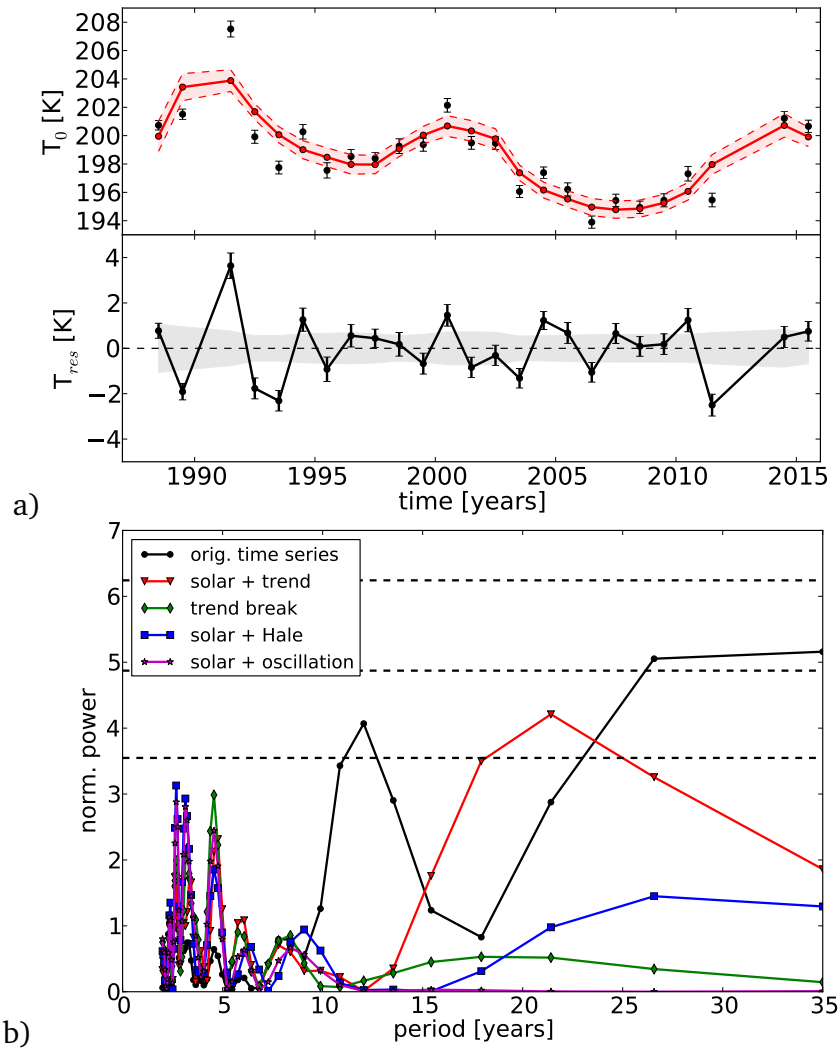 208
206
204
202
200
198
196
194
T0 [K]
4
2
0
−2
−4
Tres [K]
1990 1995 2000 2005 2010 2015
time [years]
a)
7
6
5
4
3
2
1
0
norm. power
orig. time series
solar + trend
trend break
solar + Hale
solar + oscillation
0 5 10 15 20 25 30 35
period [years]
b)